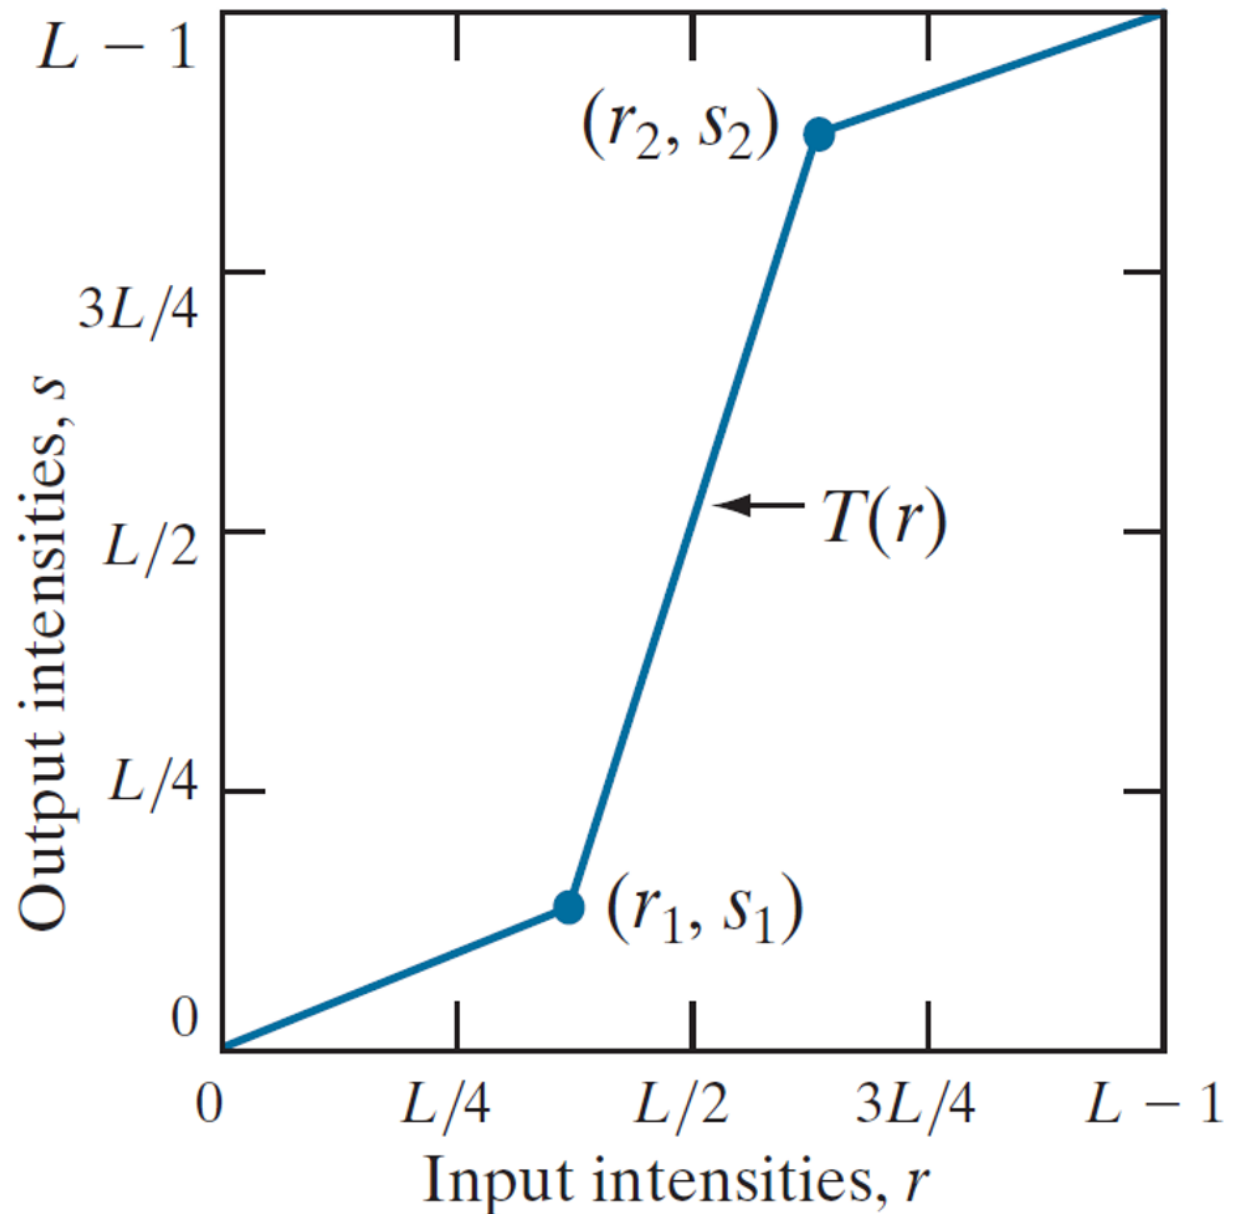 L − 1
(r₂, s₂)
3L/4
T(r)
L/2
L/4
(r₁, s₁)
0
0 L/4 L/2 3L/4 L − 1
Input intensities, r
Output intensities, s